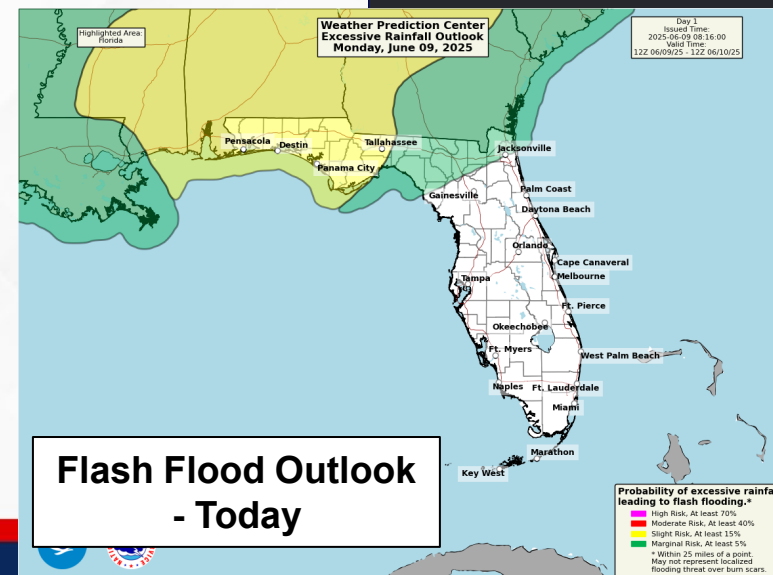 Highlighted Area:
Florida
Weather Prediction Center
Excessive Rainfall Outlook
Monday, June 09, 2025
Day 1
Issued Time:
2025-06-09 08:16:00
Valid Time:
12Z 06/09/25 - 12Z 06/10/25
Pensacola
Destin
Tallahassee
Panama City
Jacksonville
Gainesville
Palm Coast
Daytona Beach
Orlando
Cape Canaveral
Melbourne
Tampa
Ft. Pierce
Okeechobee
Ft. Myers
West Palm Beach
Naples
Ft. Lauderdale
Miami
Marathon
Key West
Flash Flood Outlook
- Today
Probability of excessive rainfa
leading to flash flooding.*
High Risk, At least 70%
Moderate Risk, At least 40%
Slight Risk, At least 15%
Marginal Risk, At least 5%
* Within 25 miles of a point.
May not represent localized
flooding threat over burn scars.